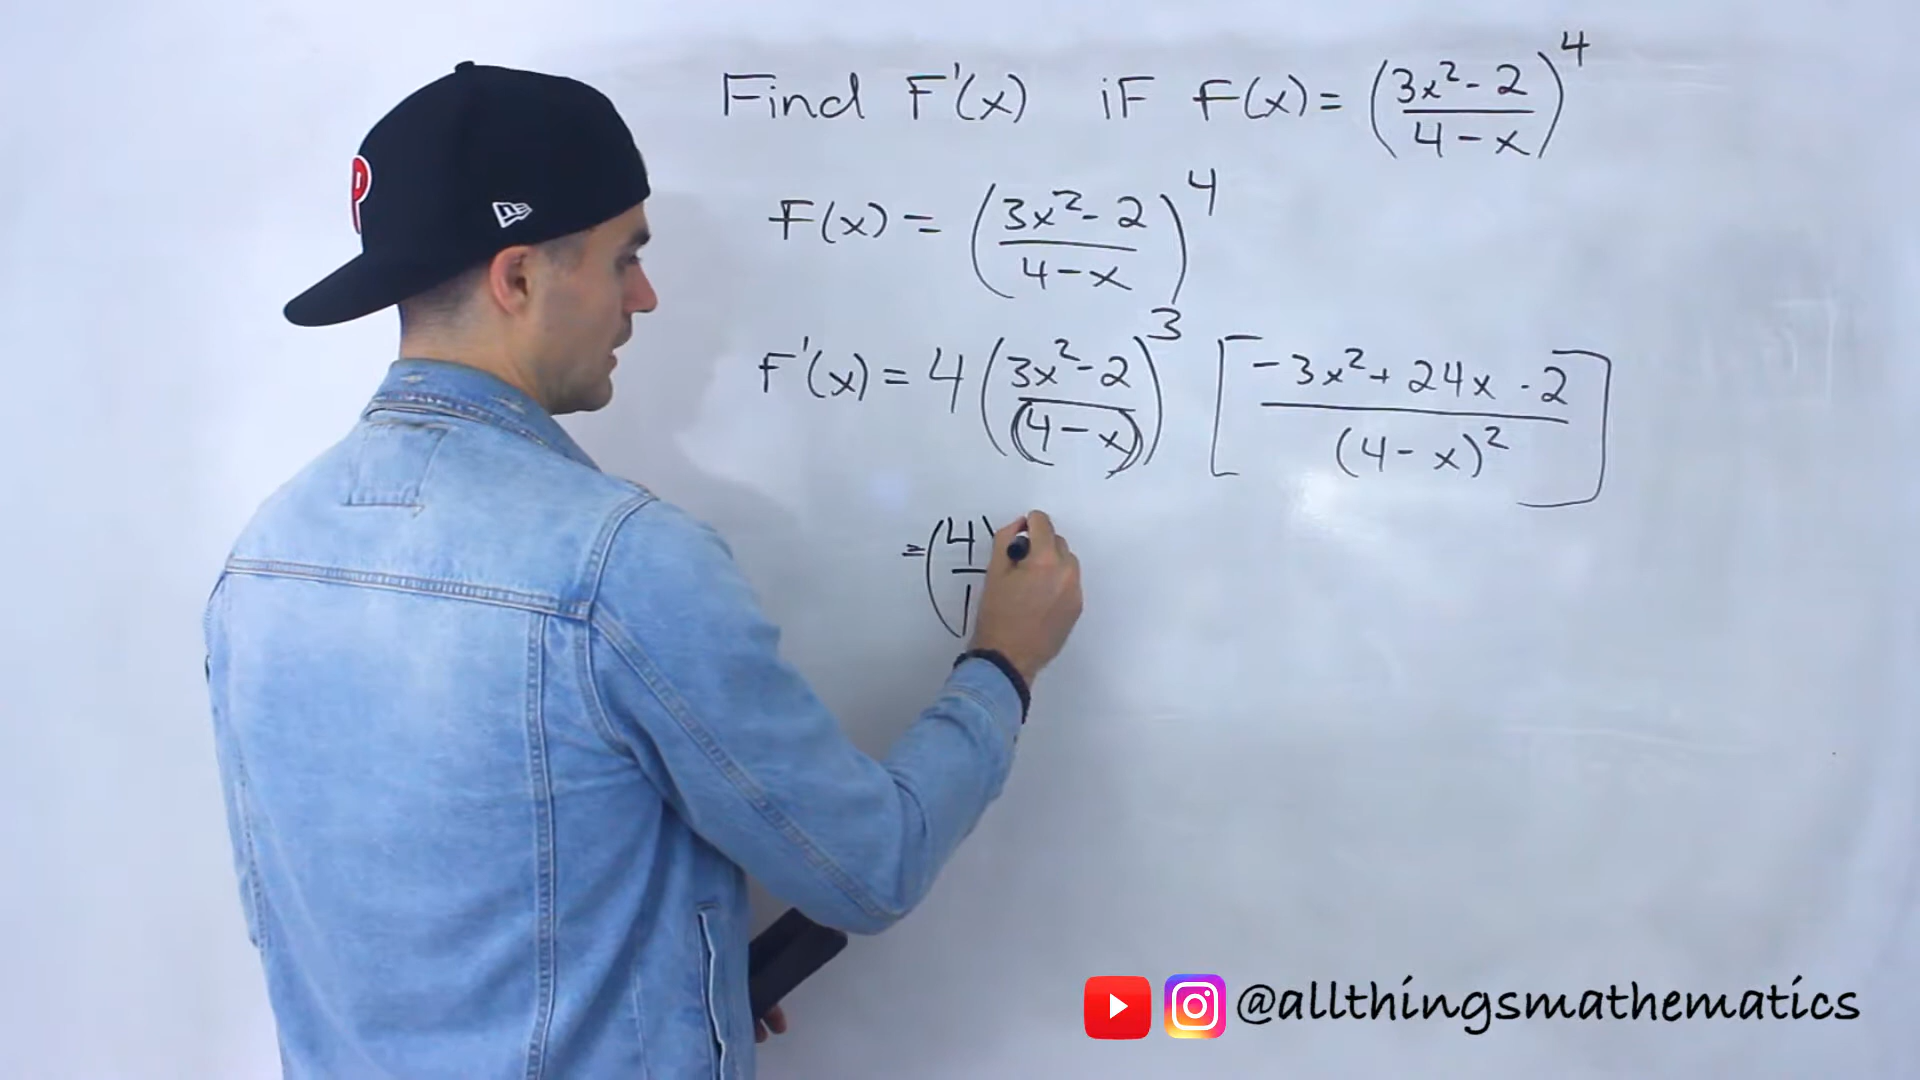 Find F'(x) if F(x) = ((3x² - 2)/(4 - x))⁴
F(x) = ((3x² - 2)/(4 - x))⁴
F'(x) = 4((3x² - 2)/(4 - x))³ [(-3x² + 24x - 2)/(4 - x)²]
= (4/1)
P
NE
@allthingsmathematics